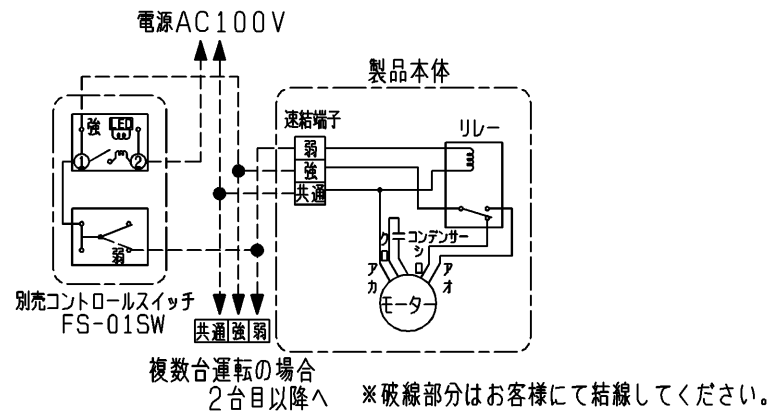 電源AC100V
製品本体
強
LED
① ②
弱
速結端子
弱
強
共通
リレー
コンデンサー
クロ
シロ
アカ
アオ
モーター
別売コントロールスイッチ
FS-01SW
共通 強 弱
複数台運転の場合
2台目以降へ
※破線部分はお客様にて結線してください。